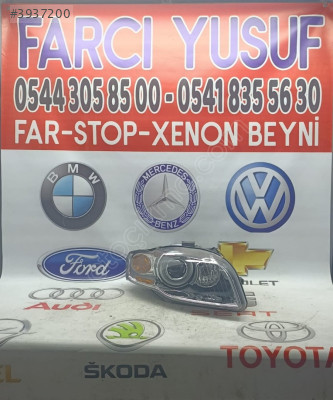 #3937200
FARCI YUSUF
0544 305 85 00 - 0541 835 56 30
FAR-STOP-XENON BEYNİ
BMW
MERCEDES
BENZ
Ford
Audi
SEAT
EL
ŠKODA
TOYOTA